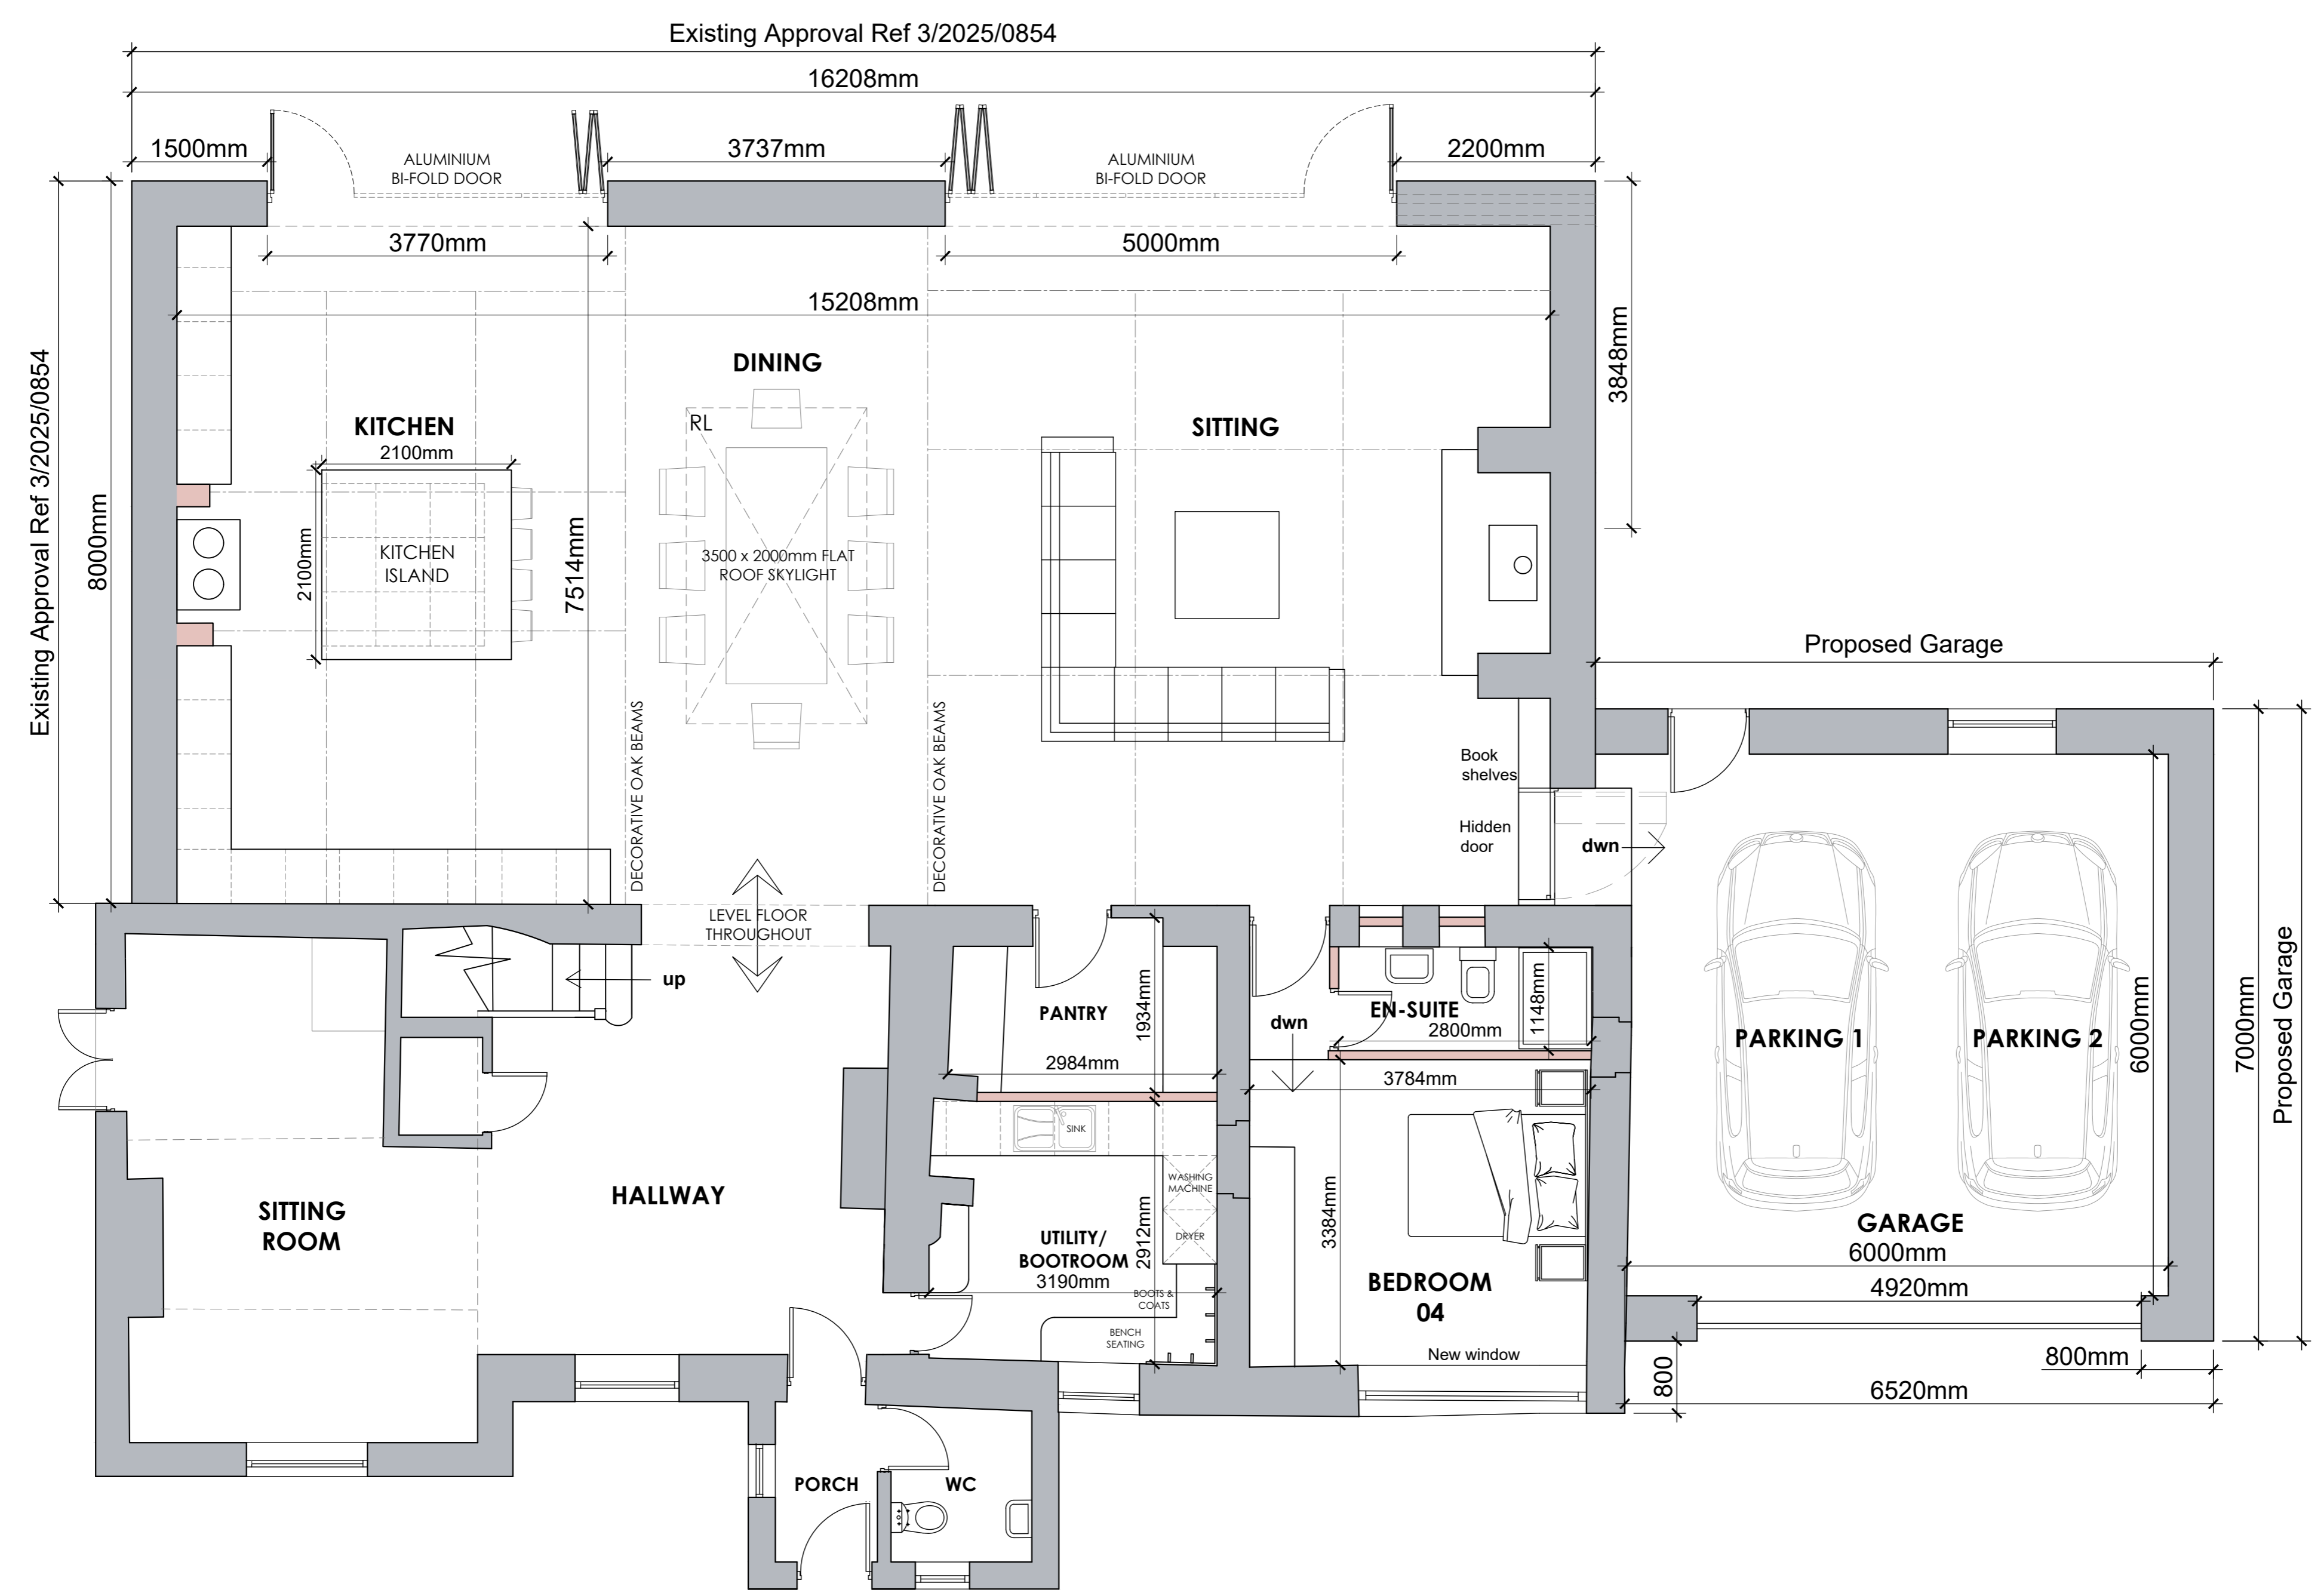 Existing Approval Ref 3/2025/0854
16208mm
1500mm
3737mm
2200mm
ALUMINIUM
BI-FOLD DOOR
ALUMINIUM
BI-FOLD DOOR
3770mm
5000mm
15208mm
Existing Approval Ref 3/2025/0854
8000mm
3848mm
DINING
KITCHEN
2100mm
RL
SITTING
2100mm
KITCHEN
ISLAND
7514mm
3500 x 2000mm FLAT
ROOF SKYLIGHT
Proposed Garage
DECORATIVE OAK BEAMS
DECORATIVE OAK BEAMS
Book
shelves
Hidden
door
dwn
LEVEL FLOOR
THROUGHOUT
up
PANTRY
1934mm
2984mm
dwn
EN-SUITE
2800mm
1148mm
3784mm
PARKING 1
PARKING 2
6000mm
7000mm
Proposed Garage
SINK
WASHING
MACHINE
DRYER
SITTING
ROOM
HALLWAY
UTILITY/
BOOTROOM
2912mm
3190mm
BOOTS &
COATS
BENCH
SEATING
3384mm
BEDROOM
04
New window
GARAGE
6000mm
4920mm
800
800mm
6520mm
PORCH
WC